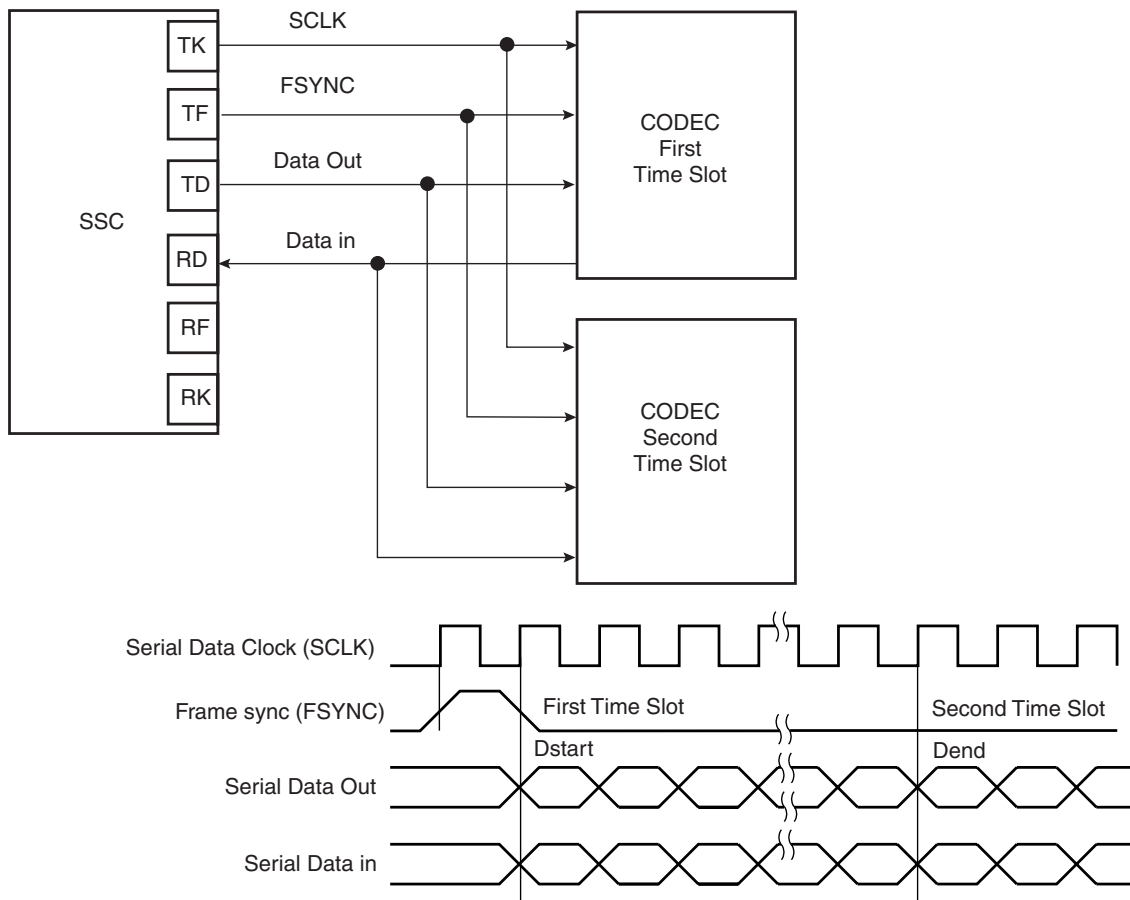 SSC
TK
TF
TD
RD
RF
RK
SCLK
FSYNC
Data Out
Data in
CODEC
First
Time Slot
CODEC
Second
Time Slot
Serial Data Clock (SCLK)
Frame sync (FSYNC)
First Time Slot
Second Time Slot
Dstart
Dend
Serial Data Out
Serial Data in